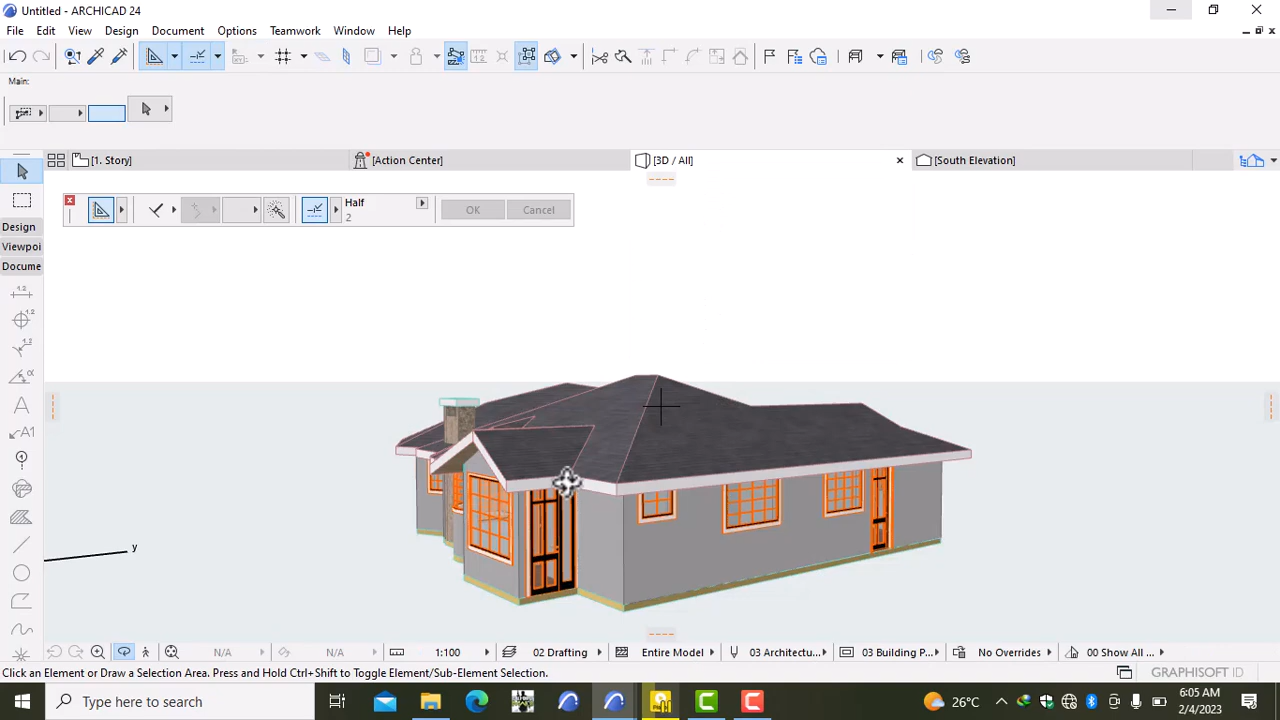 Untitled - ARCHICAD 24
File Edit View Design Document Options Teamwork Window Help
Main:
[1. Story] [Action Center] [3D / All] [South Elevation]
Half
2
OK Cancel
Design
Viewpoi
Docume
1.2
A1
y
N/A N/A 1:100 02 Drafting Entire Model 03 Architectu... 03 Building P... No Overrides 00 Show All ...
Click an Element or Draw a Selection Area. Press and Hold Ctrl+Shift to Toggle Element/Sub-Element Selection.
GRAPHISOFT ID
Type here to search
26°C
6:05 AM
2/4/2023